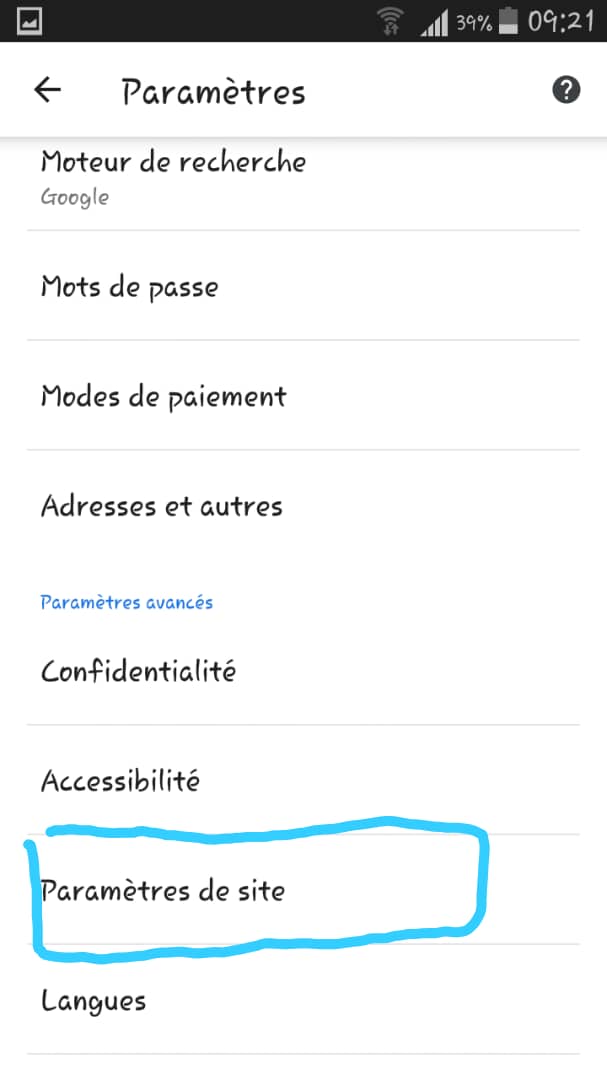 39% 09:21
Paramètres
Moteur de recherche
Google
Mots de passe
Modes de paiement
Adresses et autres
Paramètres avancés
Confidentialité
Accessibilité
Paramètres de site
Langues